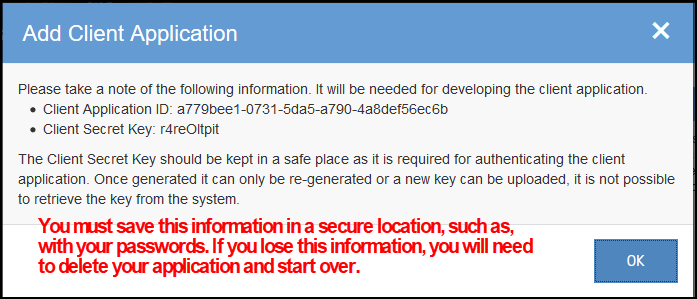 Add Client Application
Please take a note of the following information. It will be needed for developing the client application.
• Client Application ID: a779bee1-0731-5da5-a790-4a8def56ec6b
• Client Secret Key: r4reOltpit
The Client Secret Key should be kept in a safe place as it is required for authenticating the client
application. Once generated it can only be re-generated or a new key can be uploaded, it is not possible
to retrieve the key from the system.
You must save this information in a secure location, such as,
with your passwords. If you lose this information, you will need
to delete your application and start over.
OK